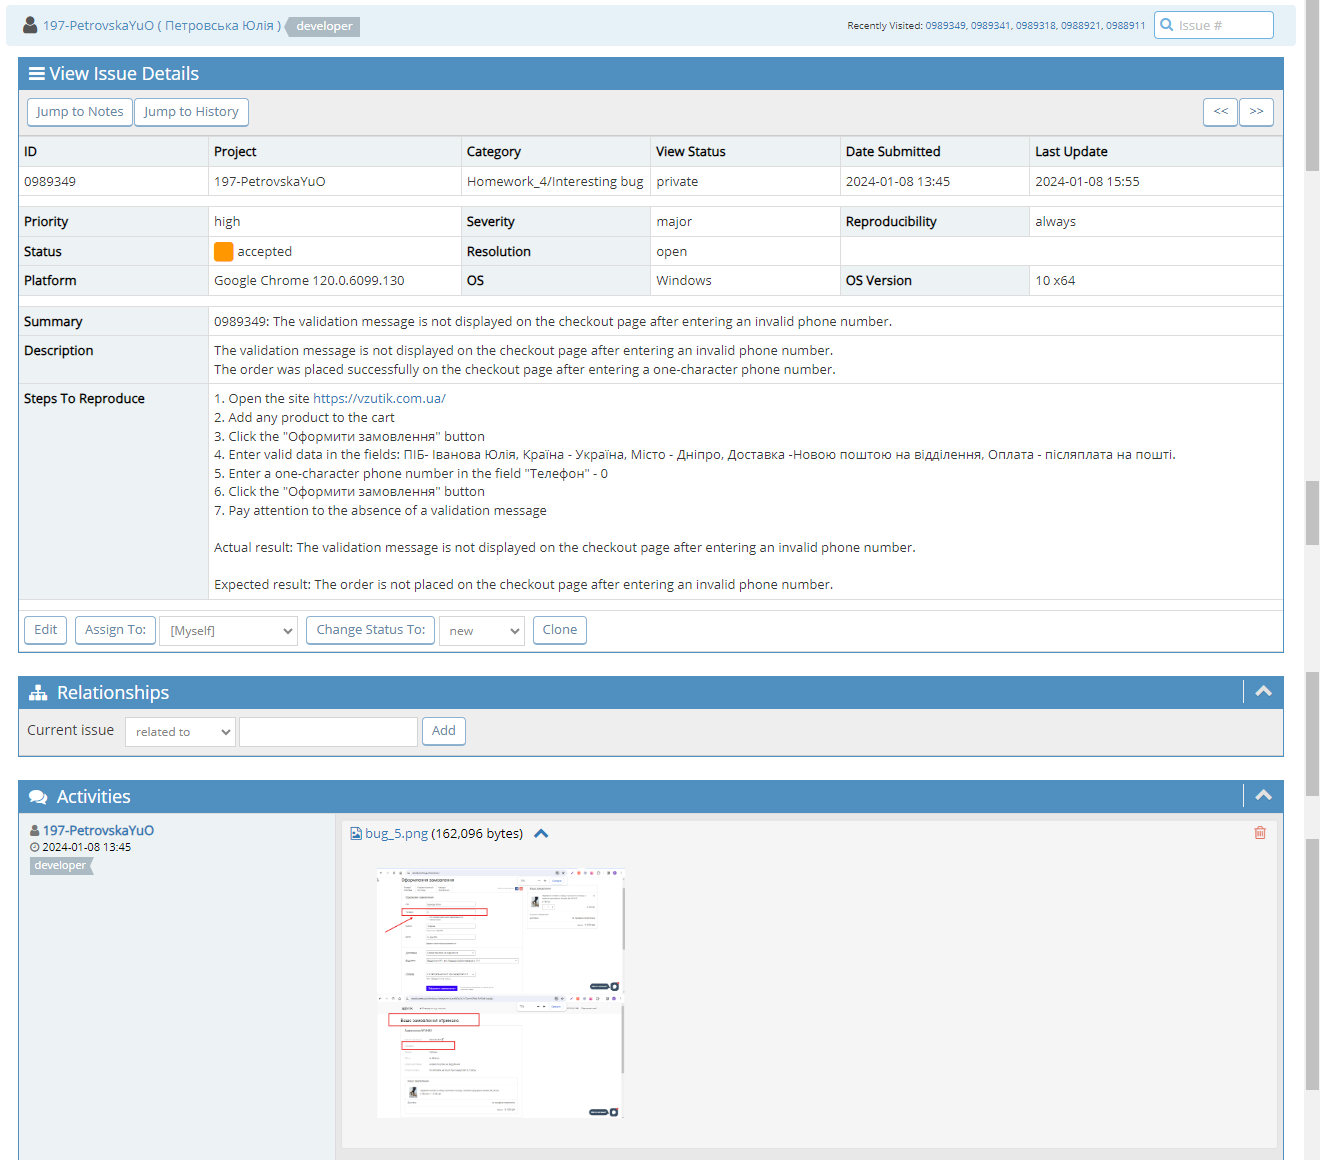 197-PetrovskaYuO ( Петровська Юлія ) developer
Recently Visited: 0989349, 0989341, 0989318, 0988921, 0988911
Issue #
View Issue Details
Jump to Notes Jump to History << >>
ID Project Category View Status Date Submitted Last Update
0989349 197-PetrovskaYuO Homework_4/Interesting bug private 2024-01-08 13:45 2024-01-08 15:55
Priority high Severity major Reproducibility always
Status accepted Resolution open
Platform Google Chrome 120.0.6099.130 OS Windows OS Version 10 x64
Summary 0989349: The validation message is not displayed on the checkout page after entering an invalid phone number.
Description The validation message is not displayed on the checkout page after entering an invalid phone number.
The order was placed successfully on the checkout page after entering a one-character phone number.
Steps To Reproduce 1. Open the site https://vzutik.com.ua/
2. Add any product to the cart
3. Click the "Оформити замовлення" button
4. Enter valid data in the fields: ПІБ- Іванова Юлія, Країна - Україна, Місто - Дніпро, Доставка -Новою поштою на відділення, Оплата - післяплата на пошті.
5. Enter a one-character phone number in the field "Телефон" - 0
6. Click the "Оформити замовлення" button
7. Pay attention to the absence of a validation message
Actual result: The validation message is not displayed on the checkout page after entering an invalid phone number.
Expected result: The order is not placed on the checkout page after entering an invalid phone number.
Edit Assign To: [Myself] Change Status To: new Clone
Relationships
Current issue related to Add
Activities
197-PetrovskaYuO
2024-01-08 13:45
developer
bug_5.png (162,096 bytes)
Оформлення замовлення
Ваше замовлення отримано